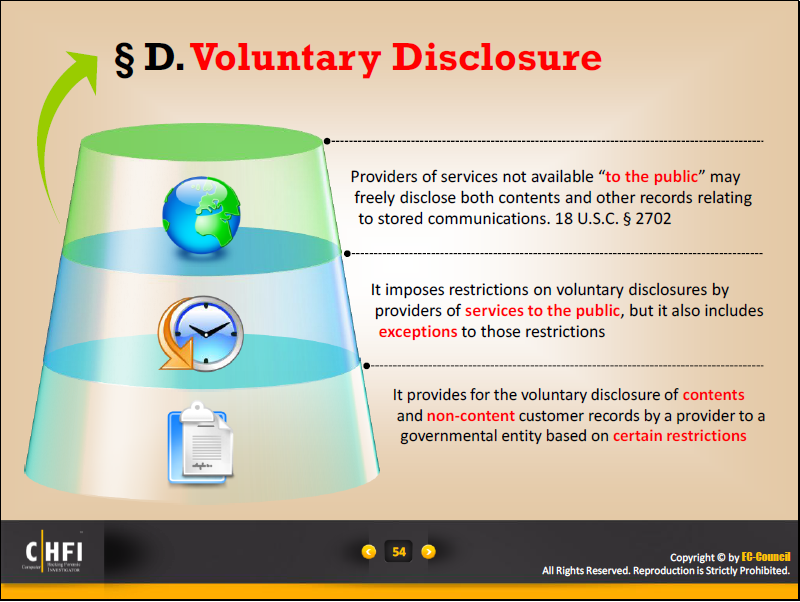 § D. Voluntary Disclosure
Providers of services not available “to the public” may
freely disclose both contents and other records relating
to stored communications. 18 U.S.C. § 2702
It imposes restrictions on voluntary disclosures by
providers of services to the public, but it also includes
exceptions to those restrictions
It provides for the voluntary disclosure of contents
and non-content customer records by a provider to a
governmental entity based on certain restrictions
CHFI
Computer Hacking Forensic
INVESTIGATOR
54
Copyright © by EC-Council
All Rights Reserved. Reproduction is Strictly Prohibited.